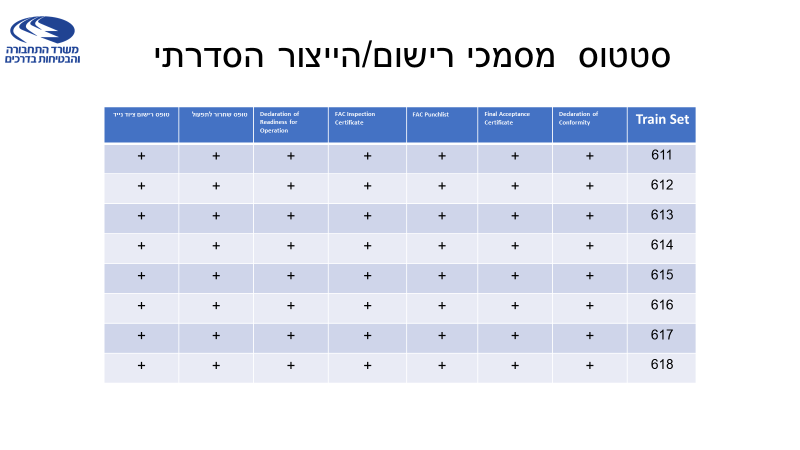 משרד התחבורה
והבטיחות בדרכים
סטטוס מסמכי רישום/הייצור הסדרתי
Train Set | Declaration of Conformity | Final Acceptance Certificate | FAC Punchlist | FAC Inspection Certificate | Declaration of Readiness for Operation | טופס שחרור לתפעול | טופס רישום ציוד נייד
611 + + + + + + +
612 + + + + + + +
613 + + + + + + +
614 + + + + + + +
615 + + + + + + +
616 + + + + + + +
617 + + + + + + +
618 + + + + + + +